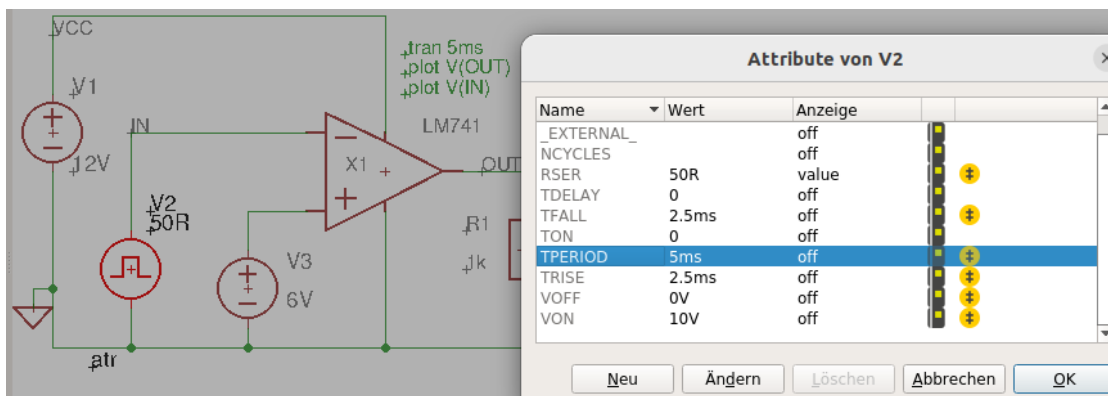 VCC
tran 5ms
plot V(OUT)
plot V(IN)
V1
12V
IN
LM741
X1
OUT
V2
50R
V3
6V
R1
1k
atr
Attribute von V2
Name Wert Anzeige
_EXTERNAL_ off
NCYCLES off
RSER 50R value
TDELAY 0 off
TFALL 2.5ms off
TON 0 off
TPERIOD 5ms off
TRISE 2.5ms off
VOFF 0V off
VON 10V off
Neu Ändern Löschen Abbrechen OK